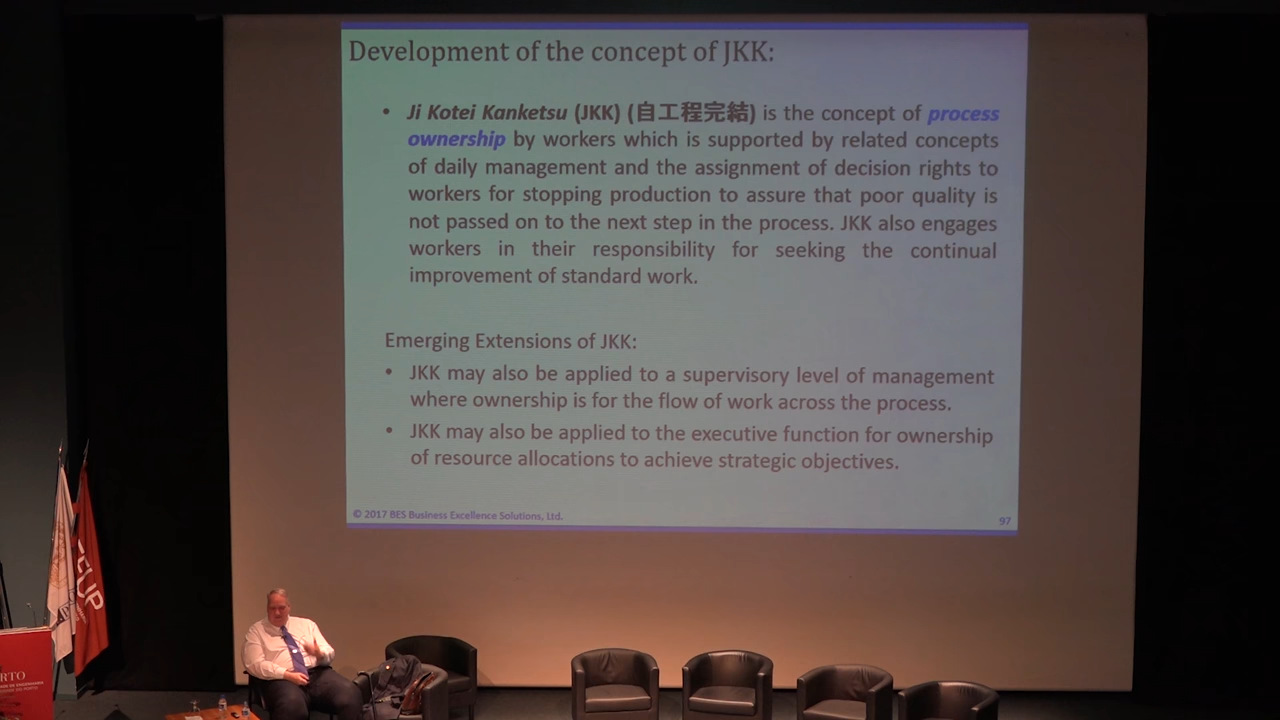 Development of the concept of JKK:
• Ji Kotei Kanketsu (JKK) (自工程完結) is the concept of process
ownership by workers which is supported by related concepts
of daily management and the assignment of decision rights to
workers for stopping production to assure that poor quality is
not passed on to the next step in the process. JKK also engages
workers in their responsibility for seeking the continual
improvement of standard work.
Emerging Extensions of JKK:
• JKK may also be applied to a supervisory level of management
where ownership is for the flow of work across the process.
• JKK may also be applied to the executive function for ownership
of resource allocations to achieve strategic objectives.
© 2017 BES Business Excellence Solutions, Ltd.
97
FEUP